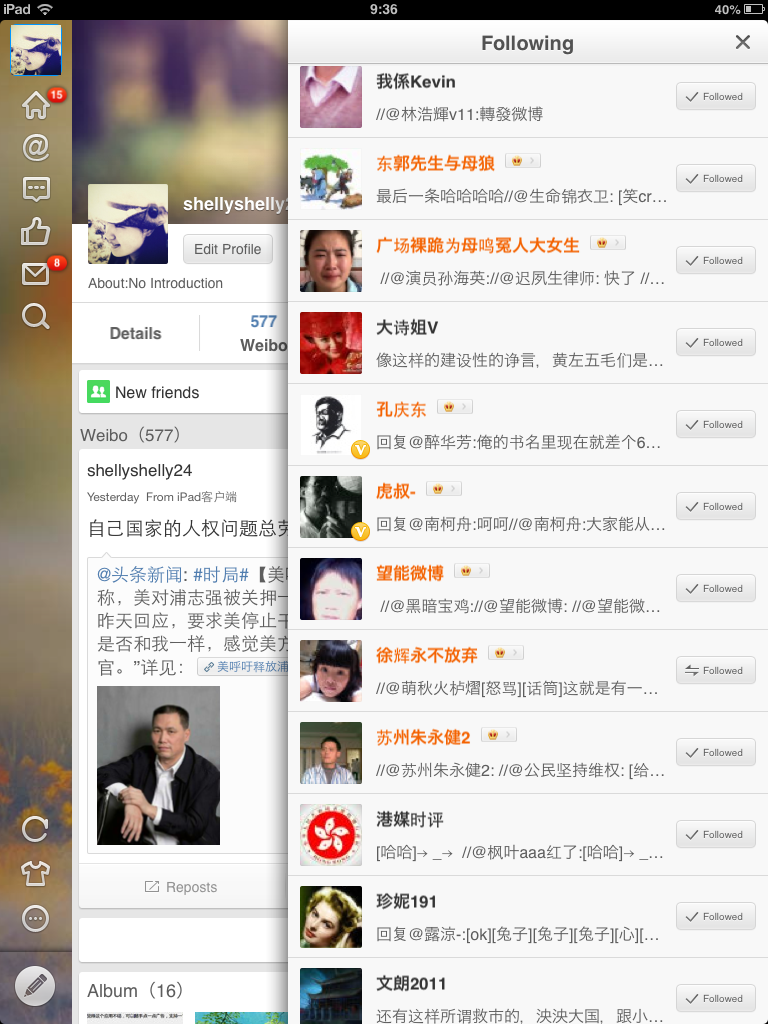 iPad
9:36
40%
15
8
shellyshelly2
Edit Profile
About:No Introduction
Details
577
Weibo
New friends
Weibo（577）
shellyshelly24
Yesterday From iPad客户端
自己国家的人权问题总
@头条新闻: #时局#【美
称，美对浦志强被关押一
昨天回应，要求美停止干
是否和我一样，感觉美方
官。”详见：
美呼吁释放浦
Reposts
Album（16）
Following
我係Kevin
//@林浩輝v11:轉發微博
Followed
东郭先生与母狼
最后一条哈哈哈哈//@生命锦衣卫: [笑cr…
Followed
广场裸跪为母鸣冤人大女生
//@演员孙海英://@迟夙生律师: 快了 //…
Followed
大诗姐V
像这样的建设性的诤言，黄左五毛们是…
Followed
孔庆东
回复@醉华芳:俺的书名里现在就差个6…
Followed
虎叔-
回复@南柯舟:呵呵//@南柯舟:大家能从…
Followed
望能微博
//@黑暗宝鸡://@望能微博: //@望能微…
Followed
徐辉永不放弃
//@萌秋火栌熠[怒骂][话筒]这就是有一…
Followed
苏州朱永健2
//@苏州朱永健2: //@公民坚持维权: [给…
Followed
港媒时评
[哈哈]→ _→ //@枫叶aaa红了:[哈哈]→ _…
Followed
珍妮191
回复@露涼-:[ok][兔子][兔子][兔子][心][…
Followed
文朗2011
还有这样所谓救市的，泱泱大国，跟小…
Followed